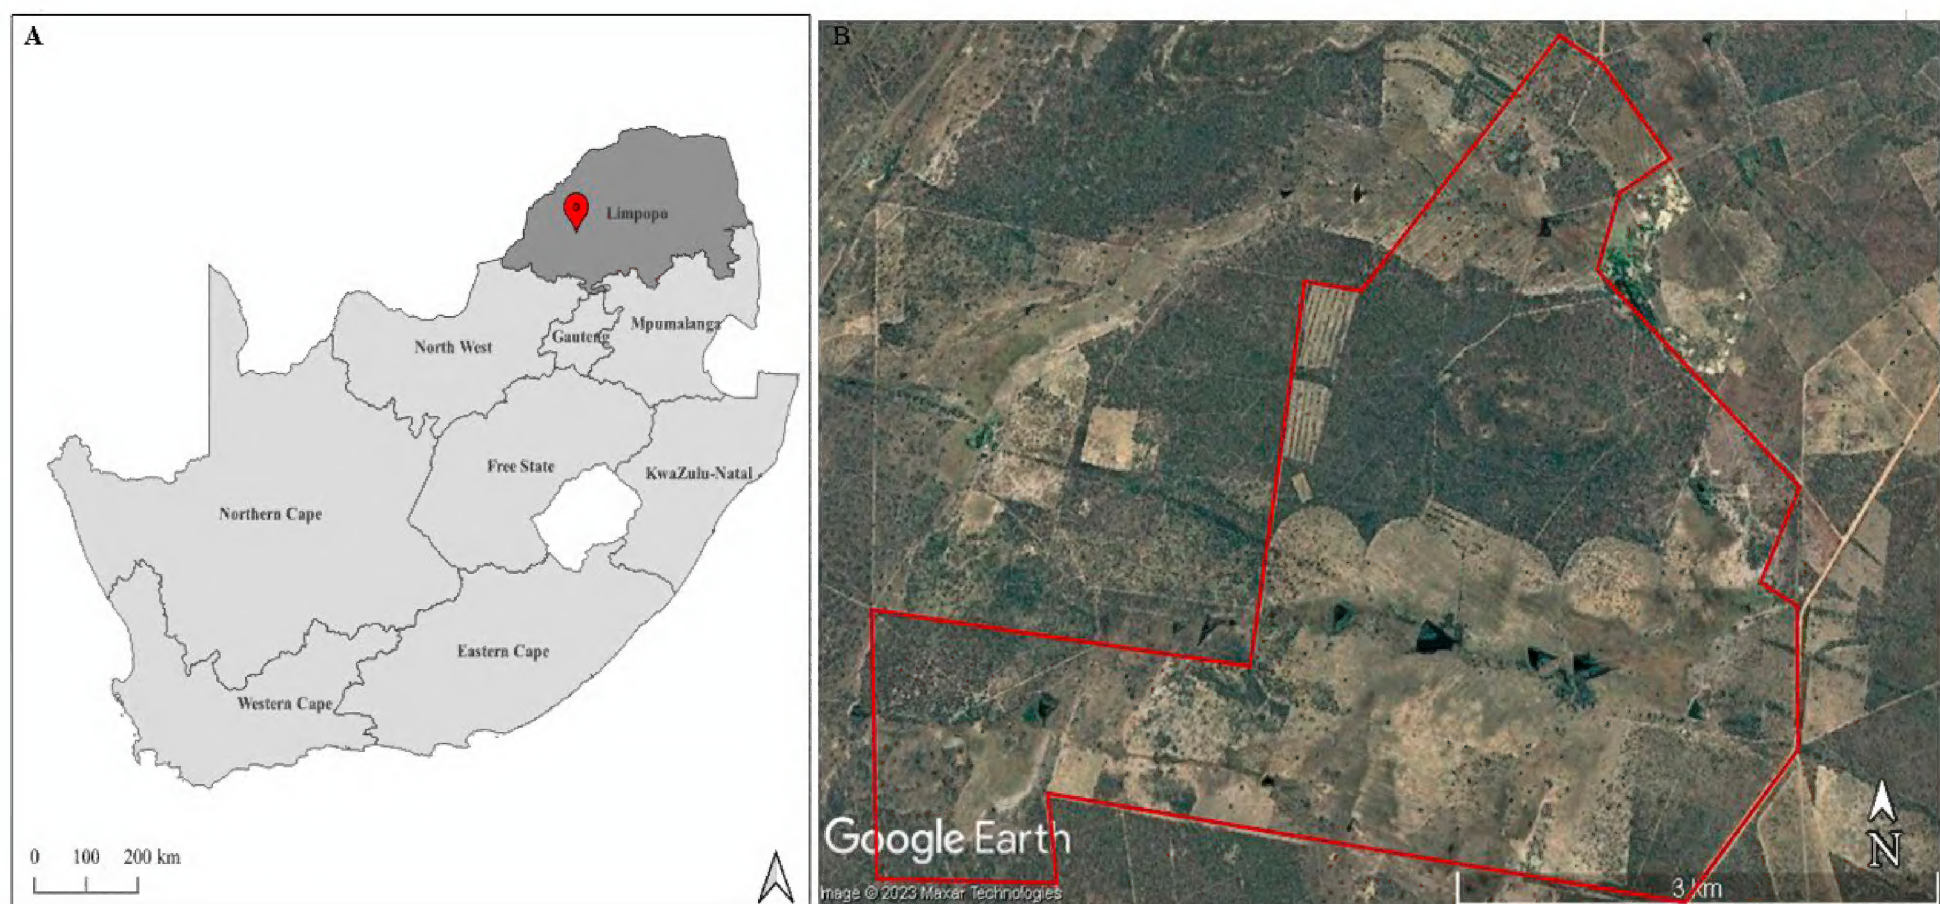 A
Limpopo
Mpumalanga
Gauteng
North West
Free State
KwaZulu-Natal
Northern Cape
Eastern Cape
Western Cape
0 100 200 km
B
Google Earth
Image © 2023 Maxar Technologies
3 km
N